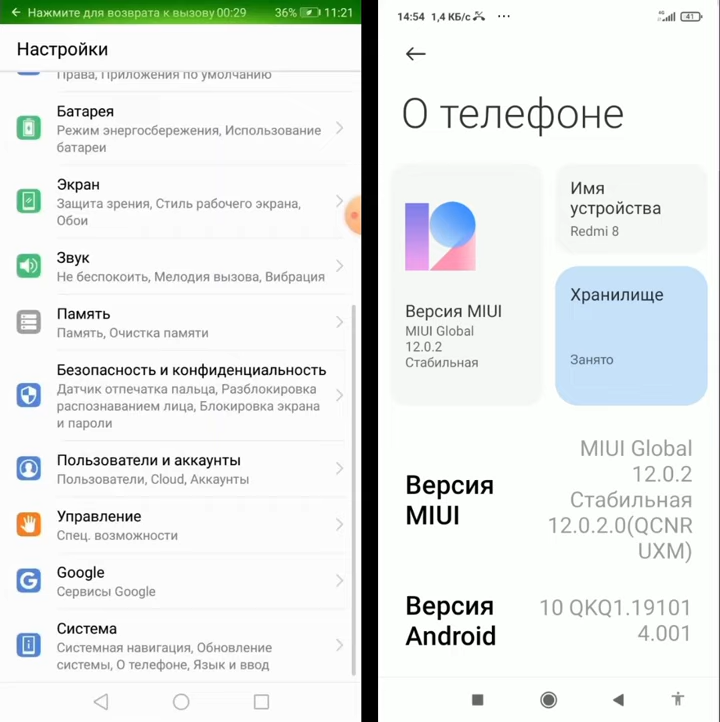 Нажмите для возврата к вызову 00:29 36% 11:21
Настройки
Права, Приложения по умолчанию
Батарея
Режим энергосбережения, Использование
батареи
Экран
Защита зрения, Стиль рабочего экрана,
Обои
Звук
Не беспокоить, Мелодия вызова, Вибрация
Память
Память, Очистка памяти
Безопасность и конфиденциальность
Датчик отпечатка пальца, Разблокировка
распознаванием лица, Блокировка экрана
и пароли
Пользователи и аккаунты
Пользователи, Cloud, Аккаунты
Управление
Спец. возможности
Google
Сервисы Google
Система
Системная навигация, Обновление
системы, О телефоне, Язык и ввод
14:54 1,4 КБ/с ... 4G 41
О телефоне
Версия MIUI
MIUI Global
12.0.2
Стабильная
Имя
устройства
Redmi 8
Хранилище
Занято
Версия
MIUI
MIUI Global
12.0.2
Стабильная
12.0.2.0(QCNR
UXM)
Версия
Android
10 QKQ1.19101
4.001